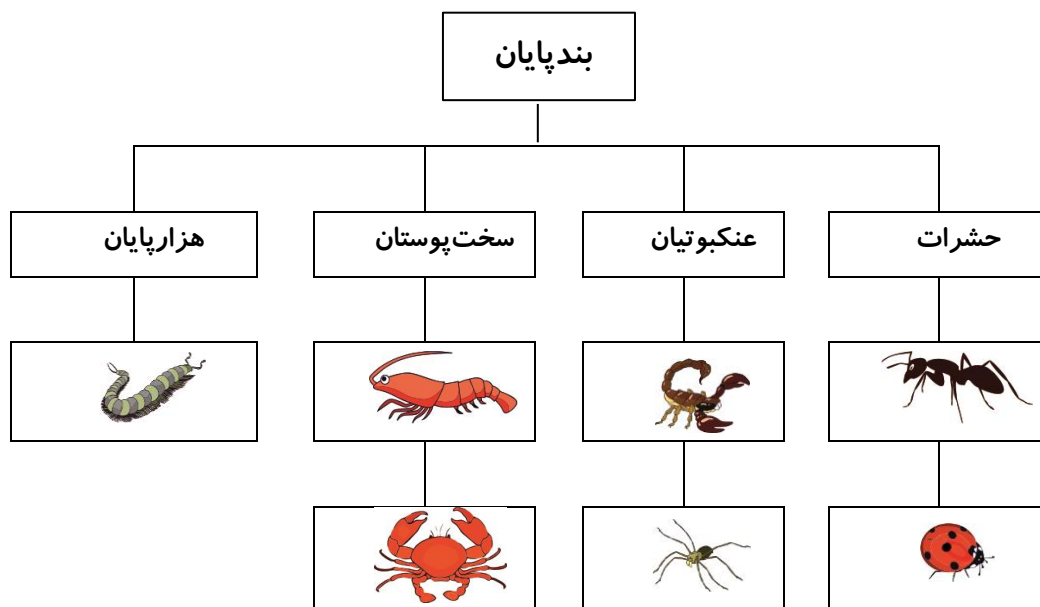 بندپایان
حشرات
عنکبوتیان
سخت‌پوستان
هزارپایان